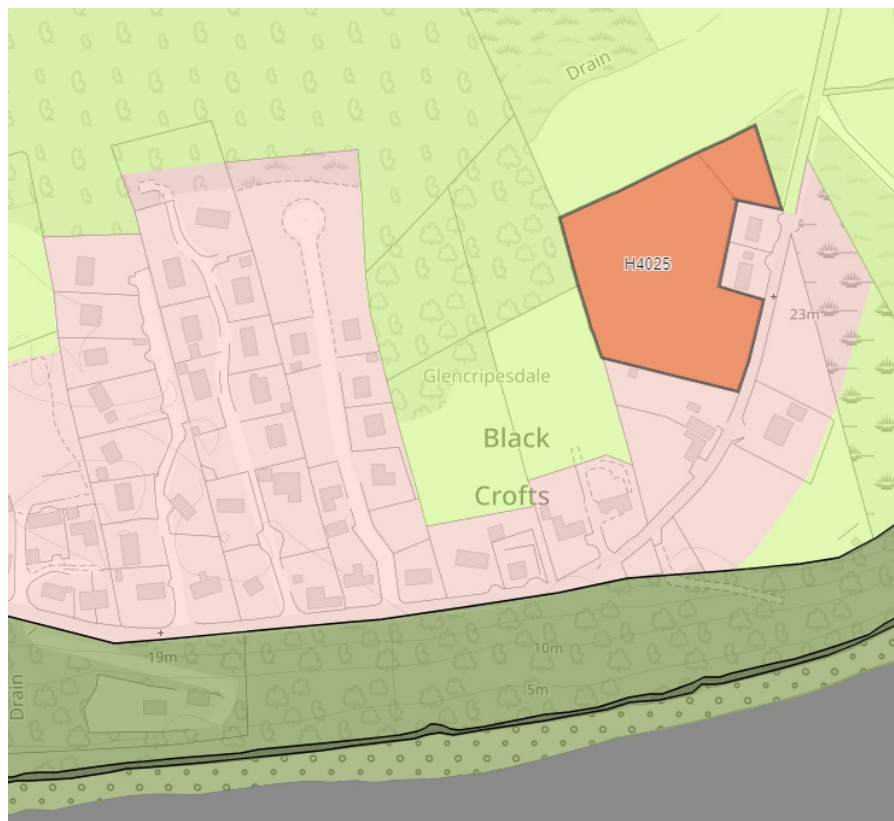 Drain
H4025
23m
Glencripesdale
Black
Crofts
10m
19m
5m
Drain